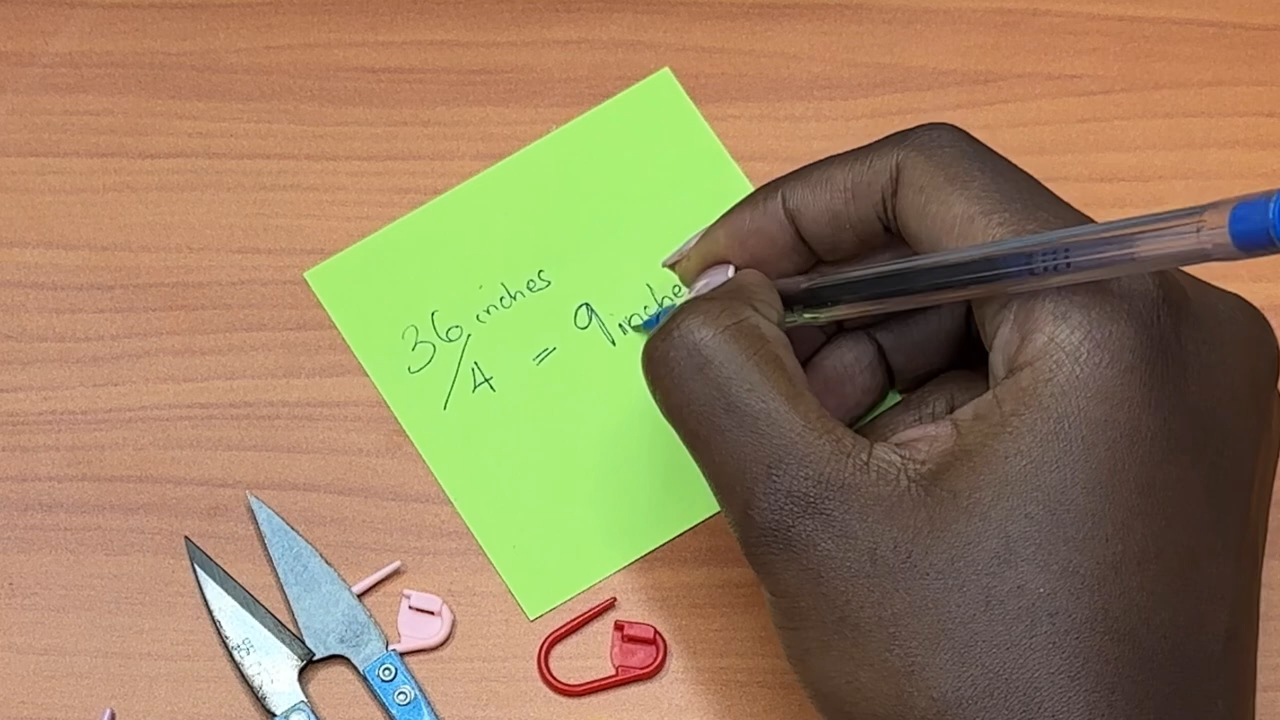 36 inches
/4 = 9 inche